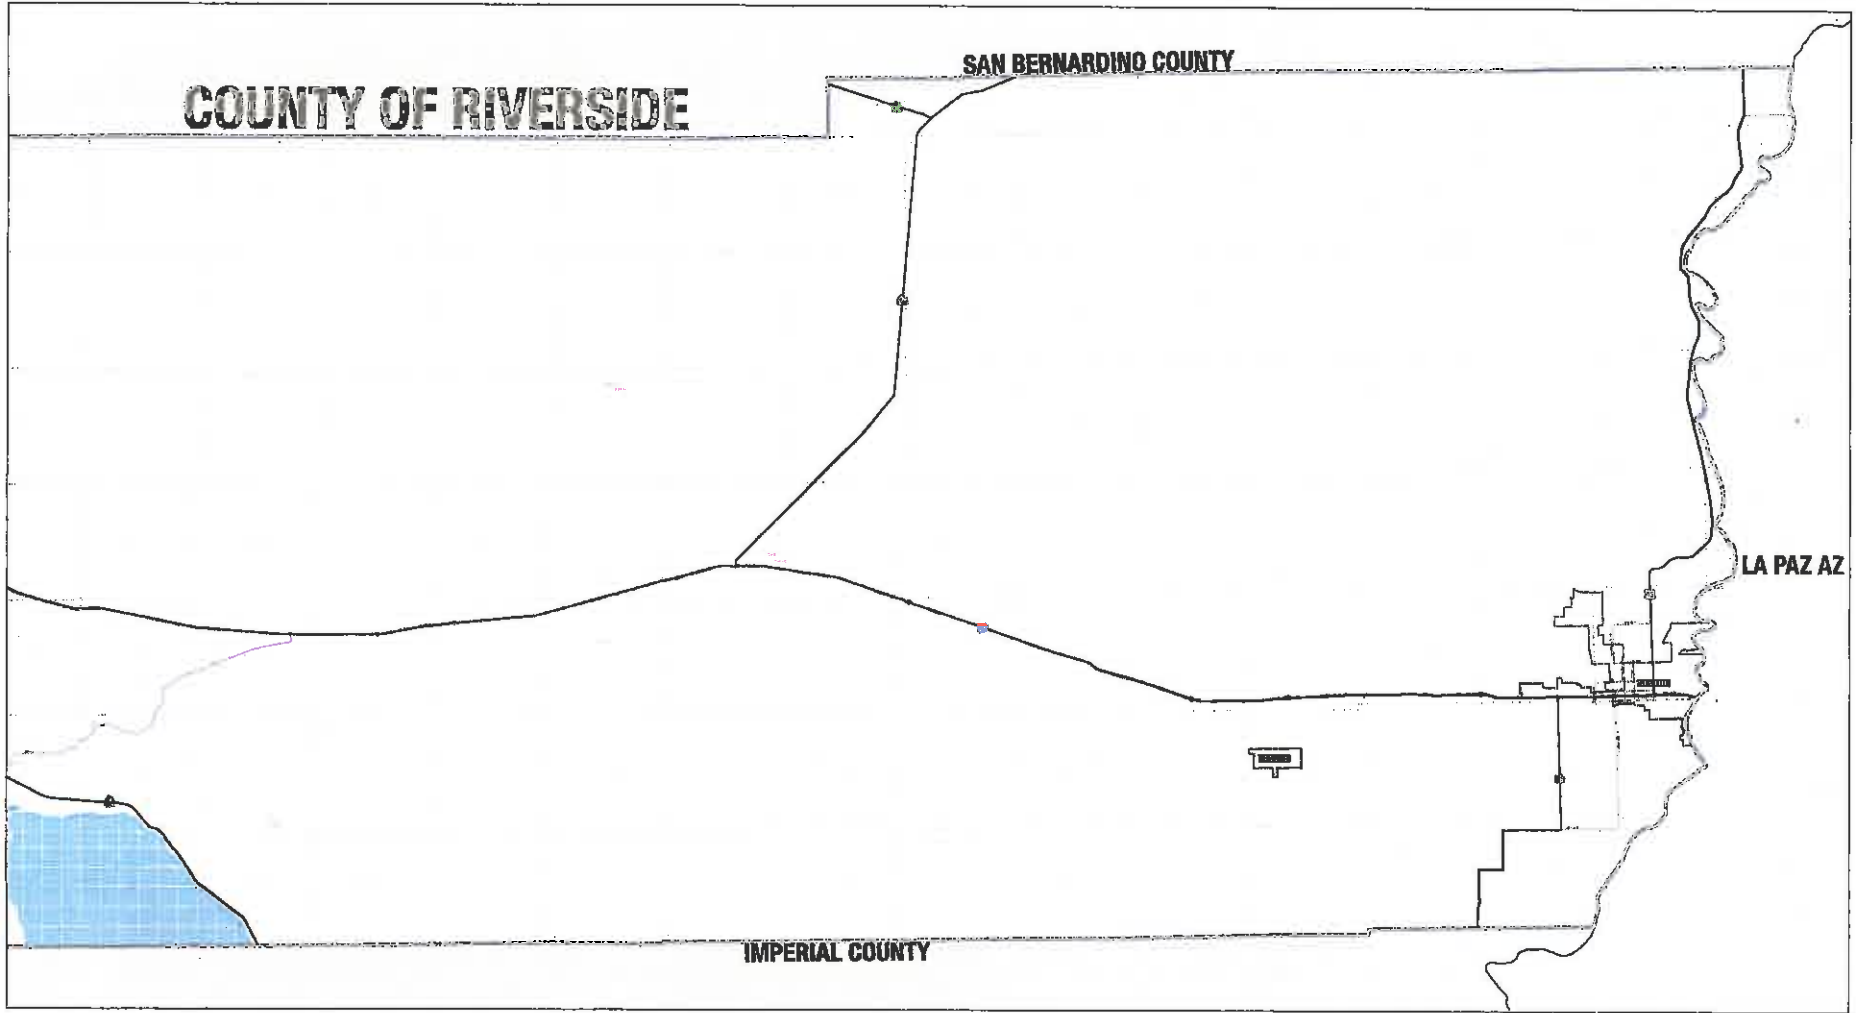 SAN BERNARDINO COUNTY
COUNTY OF RIVERSIDE
LA PAZ AZ
IMPERIAL COUNTY